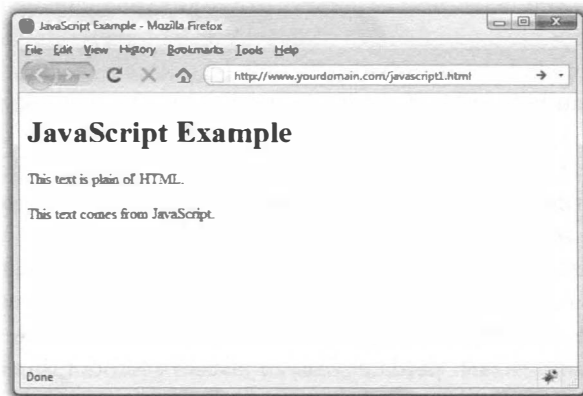 JavaScript Example - Mozilla Firefox
File Edit View History Bookmarks Tools Help
http://www.yourdomain.com/javascript1.html
JavaScript Example
This text is plain ol' HTML.
This text comes from JavaScript.
Done